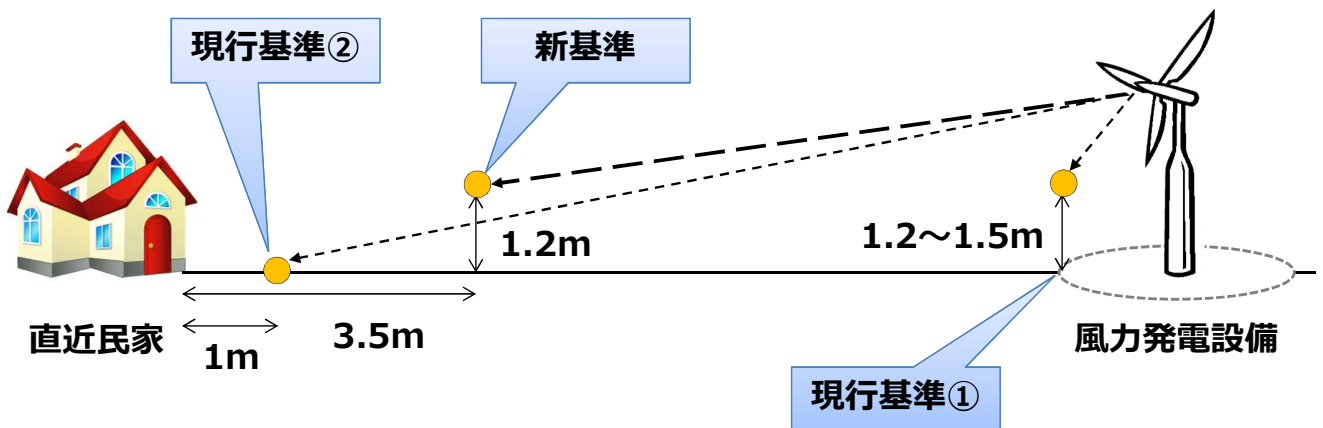 現行基準②
新基準
1.2m
1.2～1.5m
直近民家
1m
3.5m
風力発電設備
現行基準①